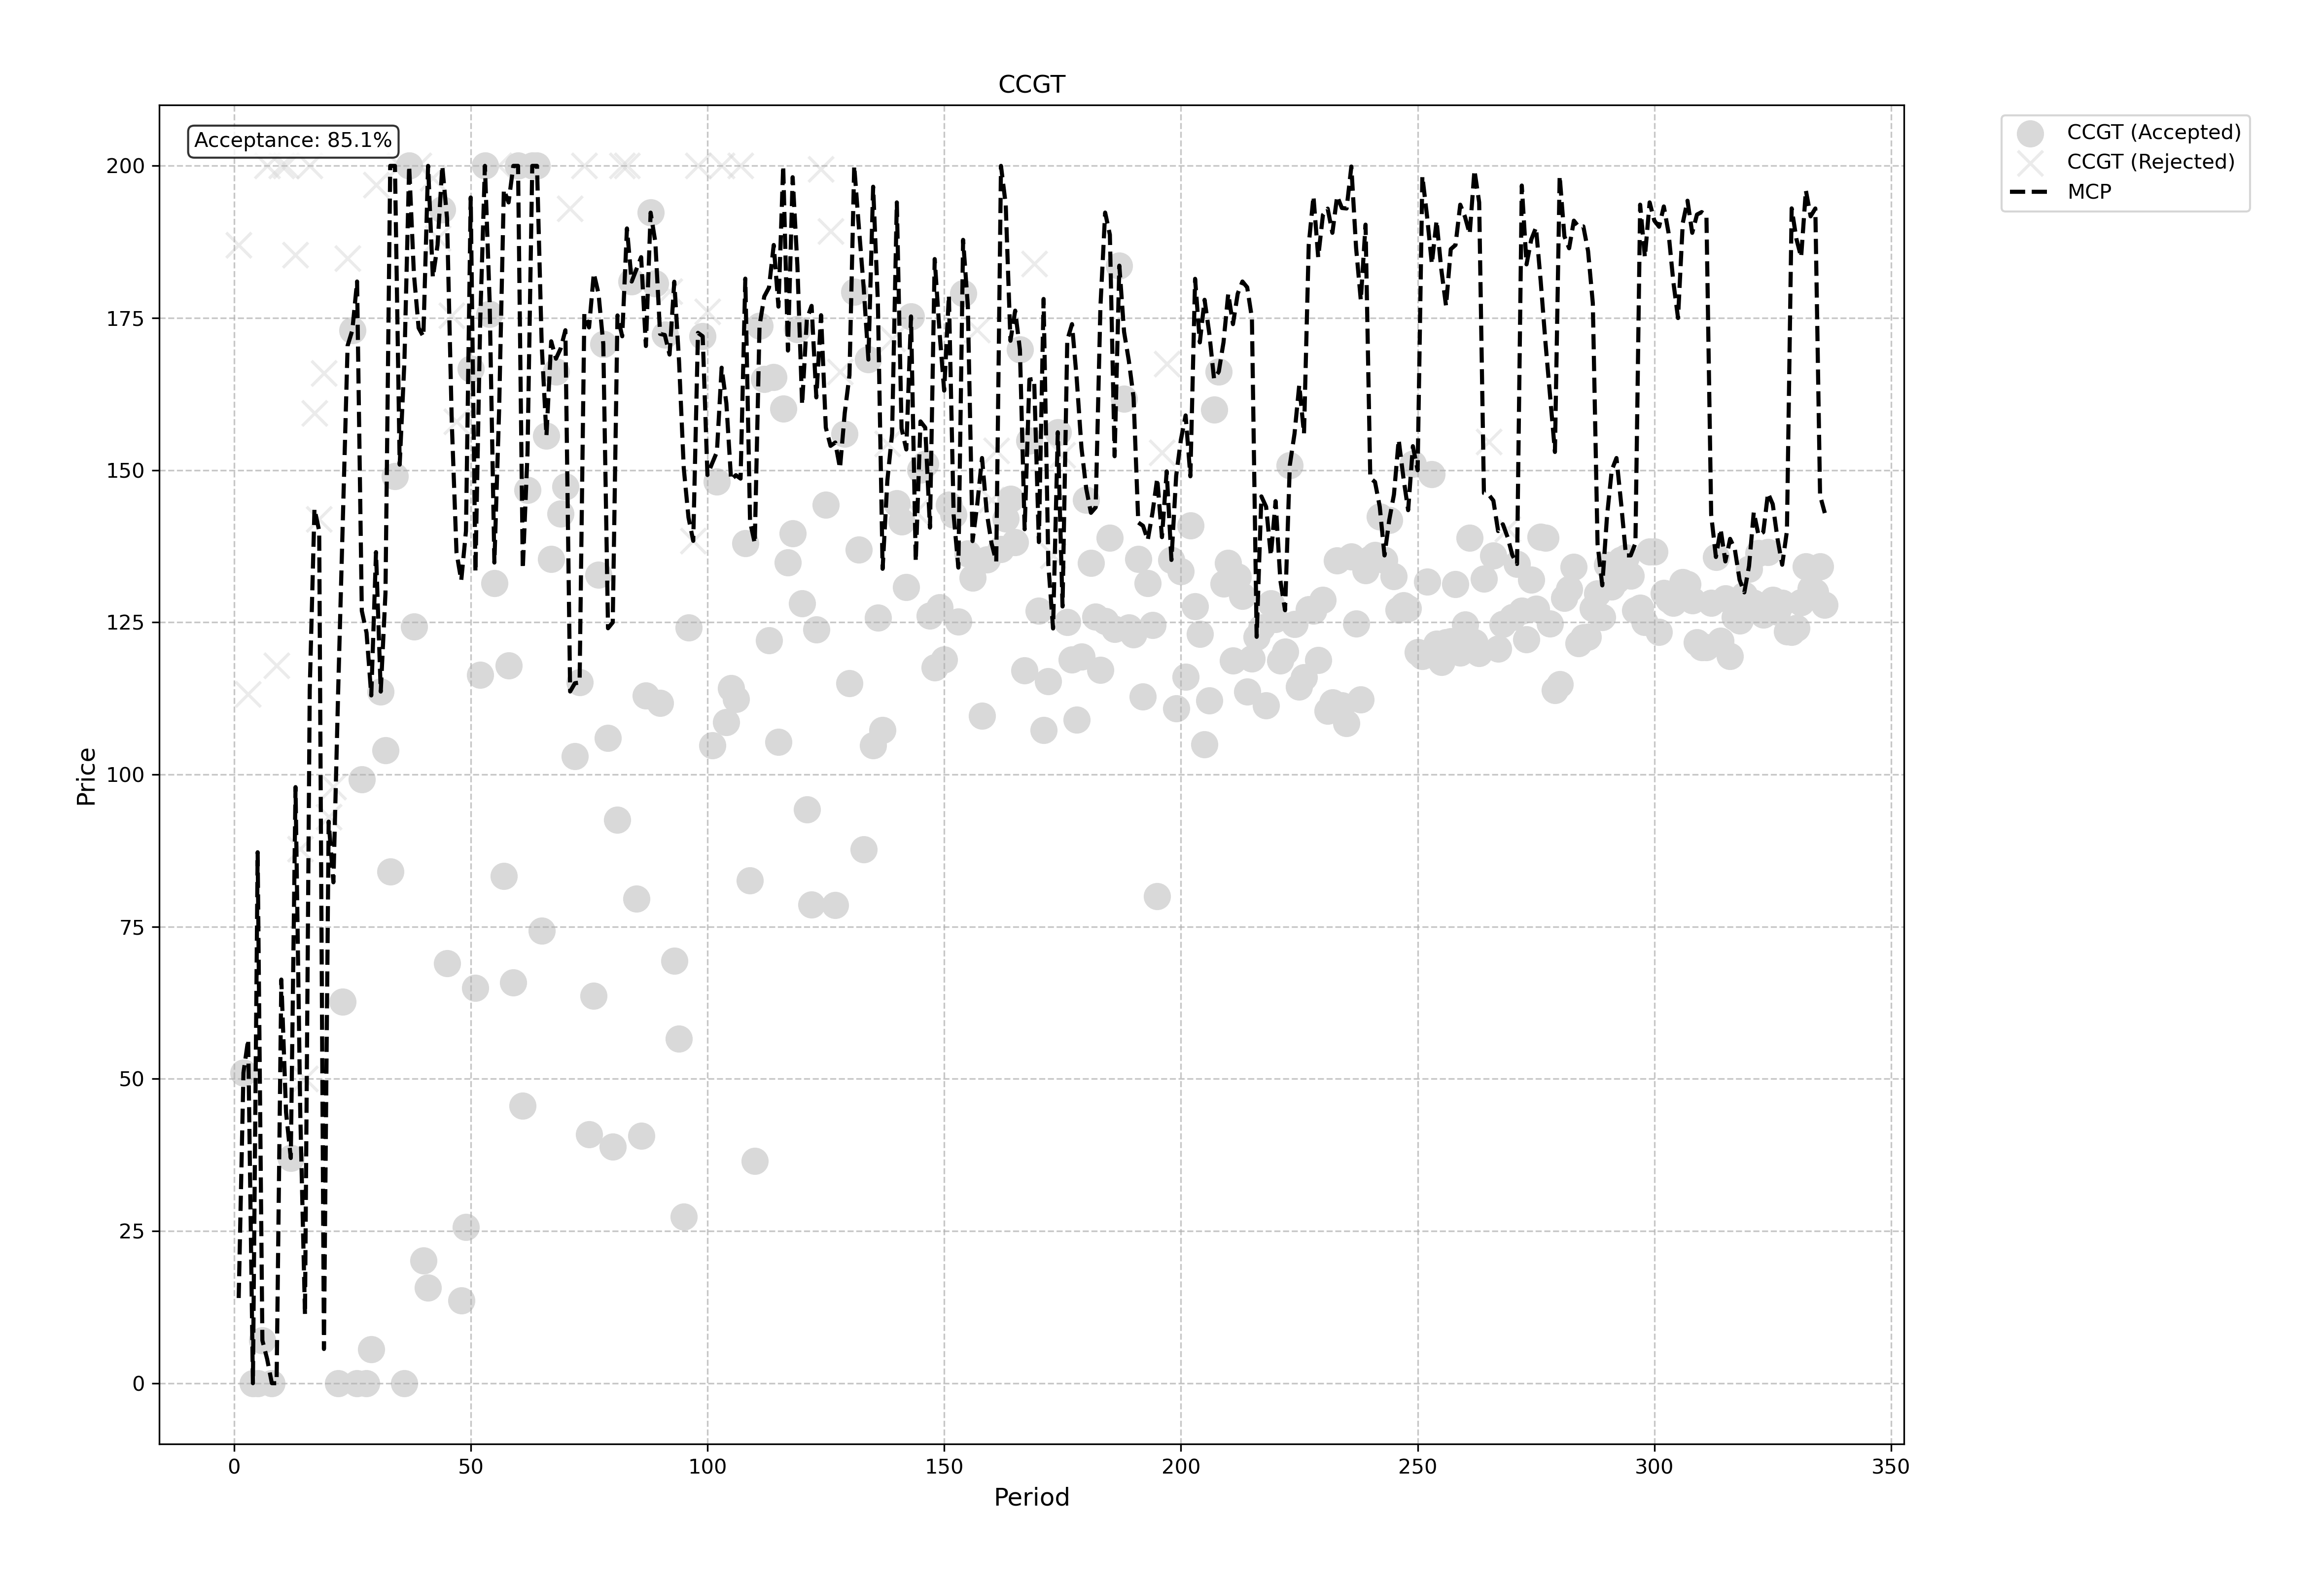 CCGT
Acceptance: 85.1%
CCGT (Accepted)
CCGT (Rejected)
MCP
Price
200
175
150
125
100
75
50
25
0
0 50 100 150 200 250 300 350
Period